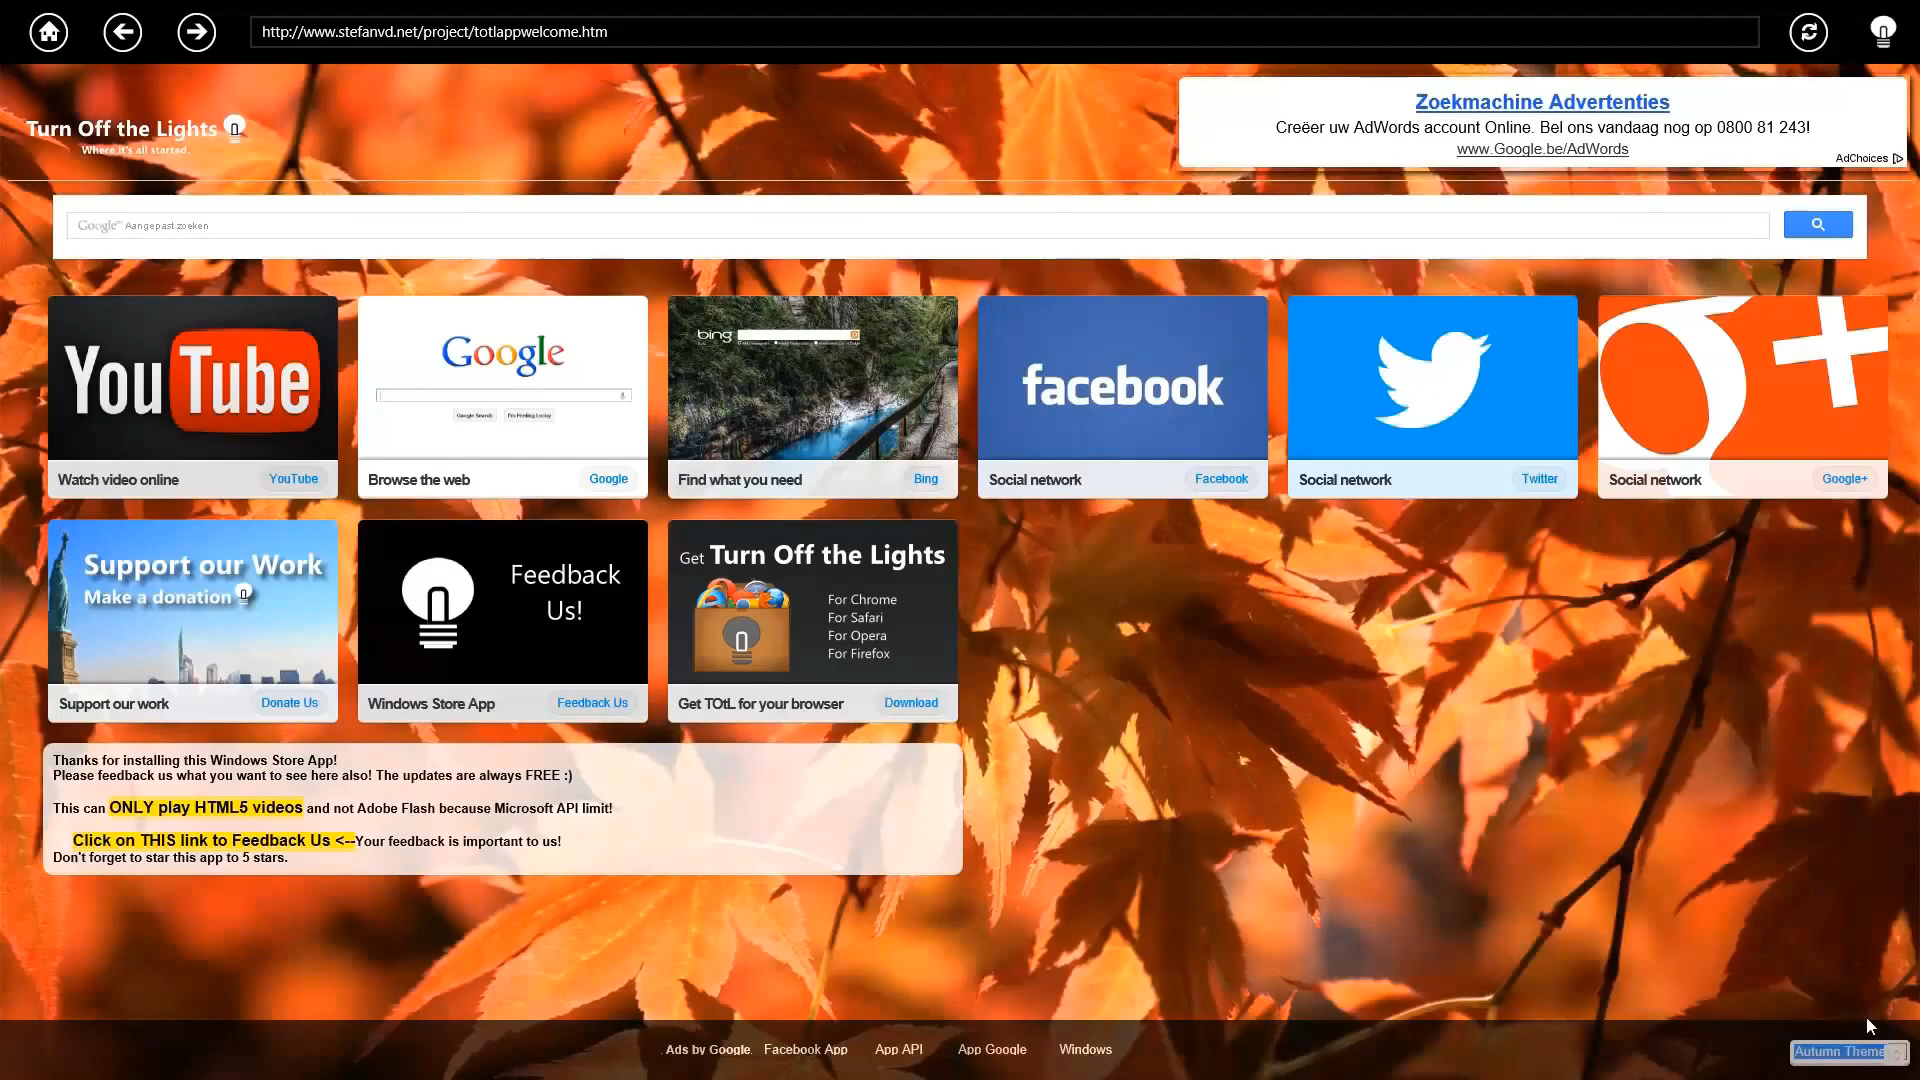 http://www.stefanvd.net/project/totlappwelcome.htm
Turn Off the Lights
Where it's all started.
Zoekmachine Advertenties
Creëer uw AdWords account Online. Bel ons vandaag nog op 0800 81 243!
www.Google.be/AdWords
AdChoices
Google™ Aangepast zoeken
YouTube
Google
Google Search I'm Feeling Lucky
bing
facebook
g+
Watch video online YouTube
Browse the web Google
Find what you need Bing
Social network Facebook
Social network Twitter
Social network Google+
Support our Work
Make a donation
Feedback
Us!
Get Turn Off the Lights
For Chrome
For Safari
For Opera
For Firefox
Support our work Donate Us
Windows Store App Feedback Us
Get TOtL for your browser Download
Thanks for installing this Windows Store App!
Please feedback us what you want to see here also! The updates are always FREE :)
This can ONLY play HTML5 videos and not Adobe Flash because Microsoft API limit!
Click on THIS link to Feedback Us <--Your feedback is important to us!
Don't forget to star this app to 5 stars.
Ads by Google Facebook App App API App Google Windows
Autumn Theme